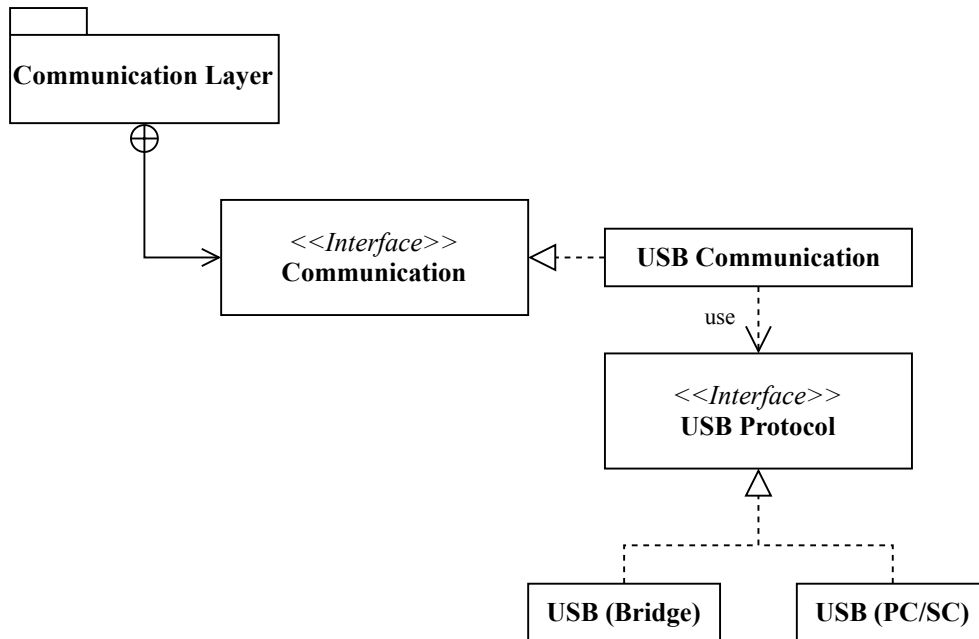 Communication Layer
<<Interface>>
Communication
USB Communication
use
<<Interface>>
USB Protocol
USB (Bridge)
USB (PC/SC)